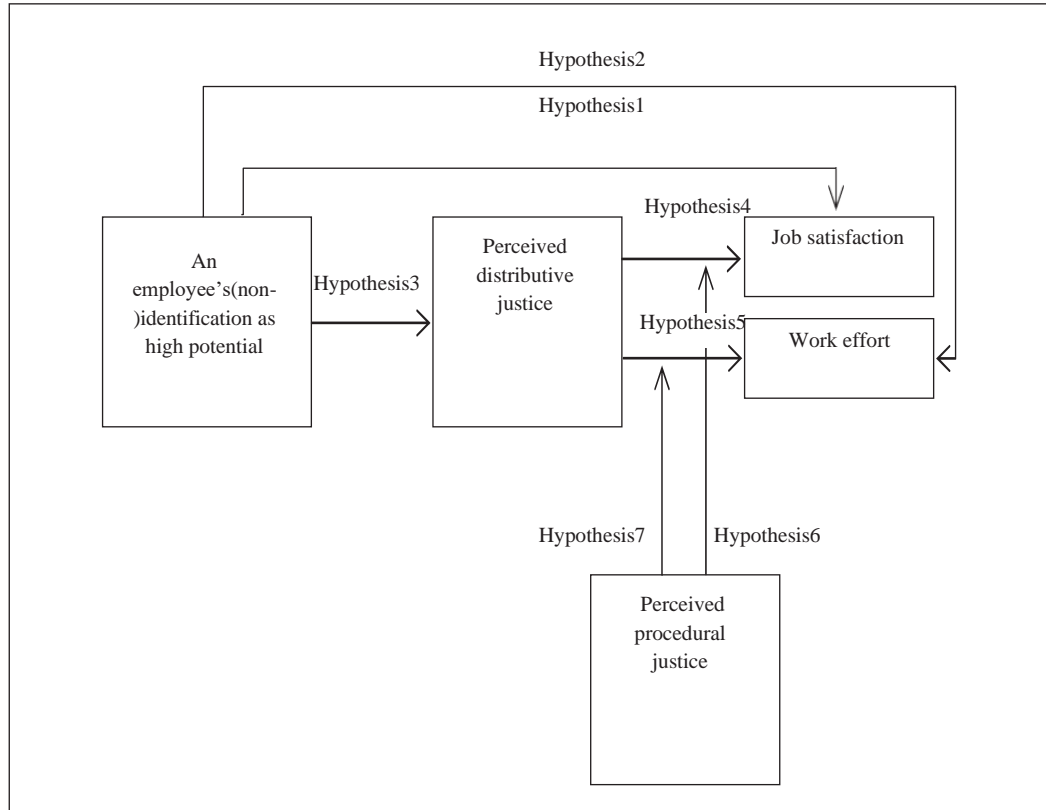 Hypothesis2
Hypothesis1
An
employee’s(non-
)identification as
high potential
Hypothesis3
Perceived
distributive
justice
Hypothesis4
Job satisfaction
Hypothesis5
Work effort
Hypothesis7
Hypothesis6
Perceived
procedural
justice